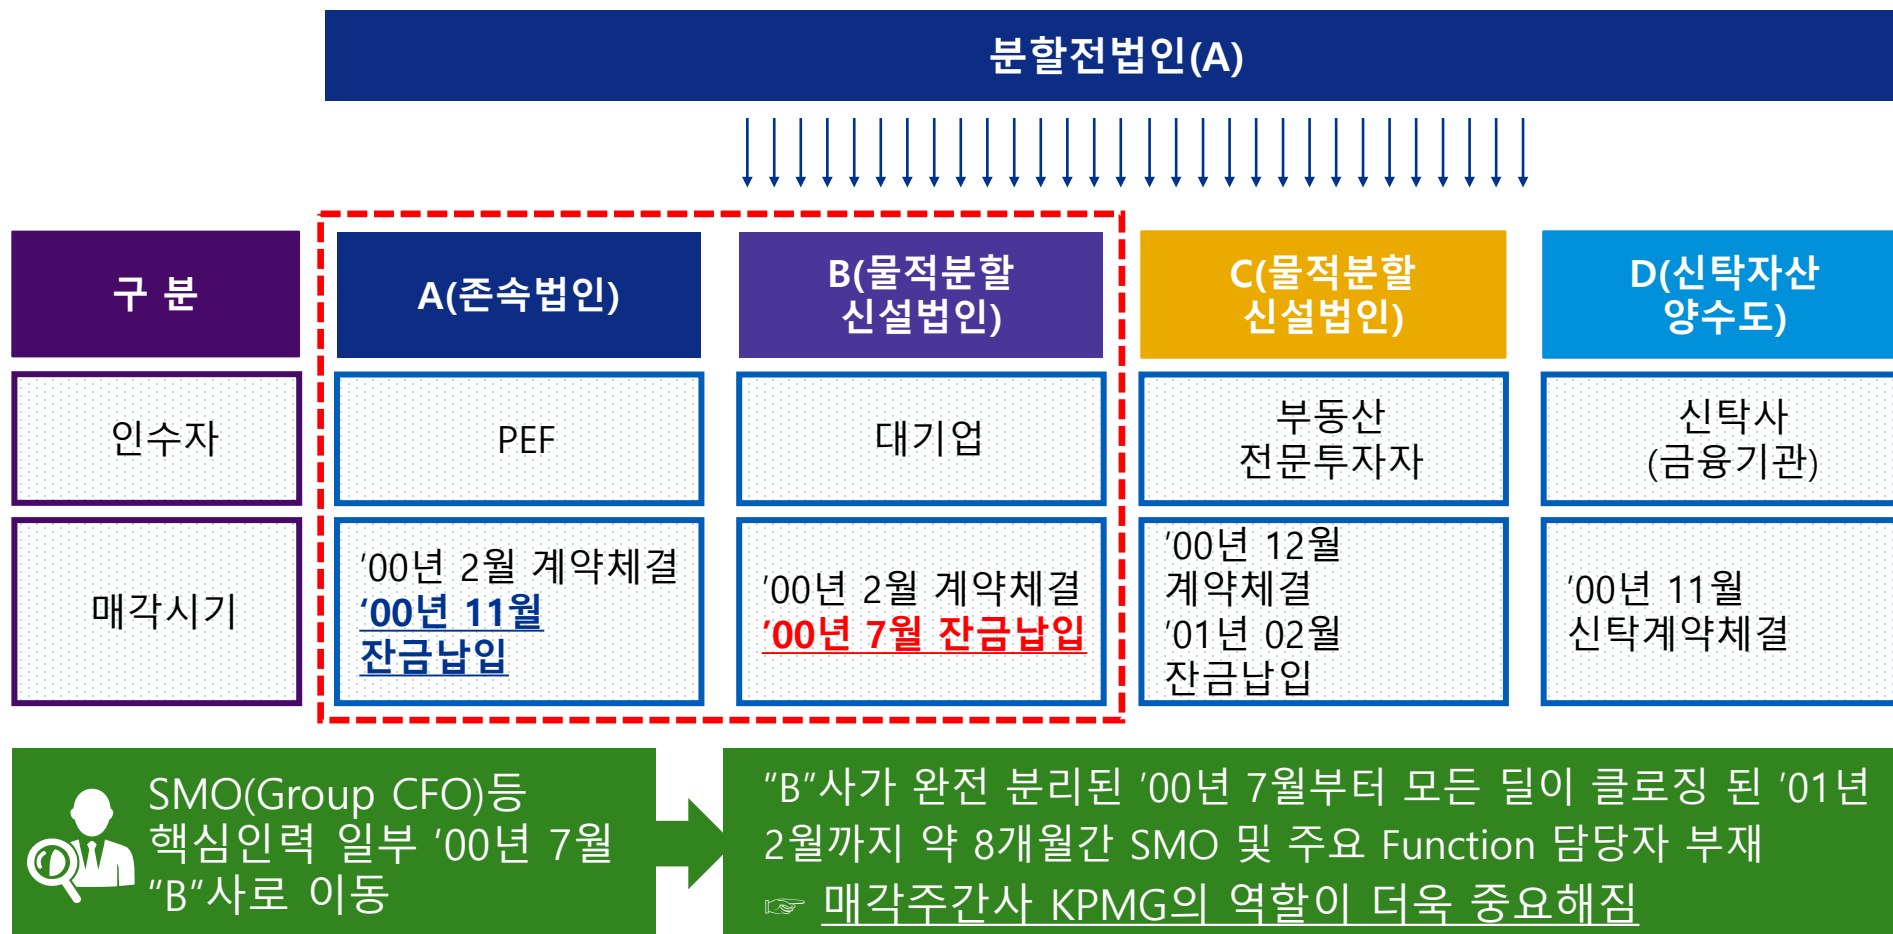 분할전법인(A)
구 분
A(존속법인)
B(물적분할
신설법인)
C(물적분할
신설법인)
D(신탁자산
양수도)
인수자
PEF
대기업
부동산
전문투자자
신탁사
(금융기관)
매각시기
’00년 2월 계약체결
‘00년 11월
잔금납입
’00년 2월 계약체결
’00년 7월 잔금납입
’00년 12월
계약체결
’01년 02월
잔금납입
’00년 11월
신탁계약체결
SMO(Group CFO)등
핵심인력 일부 ‘00년 7월
”B”사로 이동
”B”사가 완전 분리된 ’00년 7월부터 모든 딜이 클로징 된 ’01년
2월까지 약 8개월간 SMO 및 주요 Function 담당자 부재
☞ 매각주간사 KPMG의 역할이 더욱 중요해짐